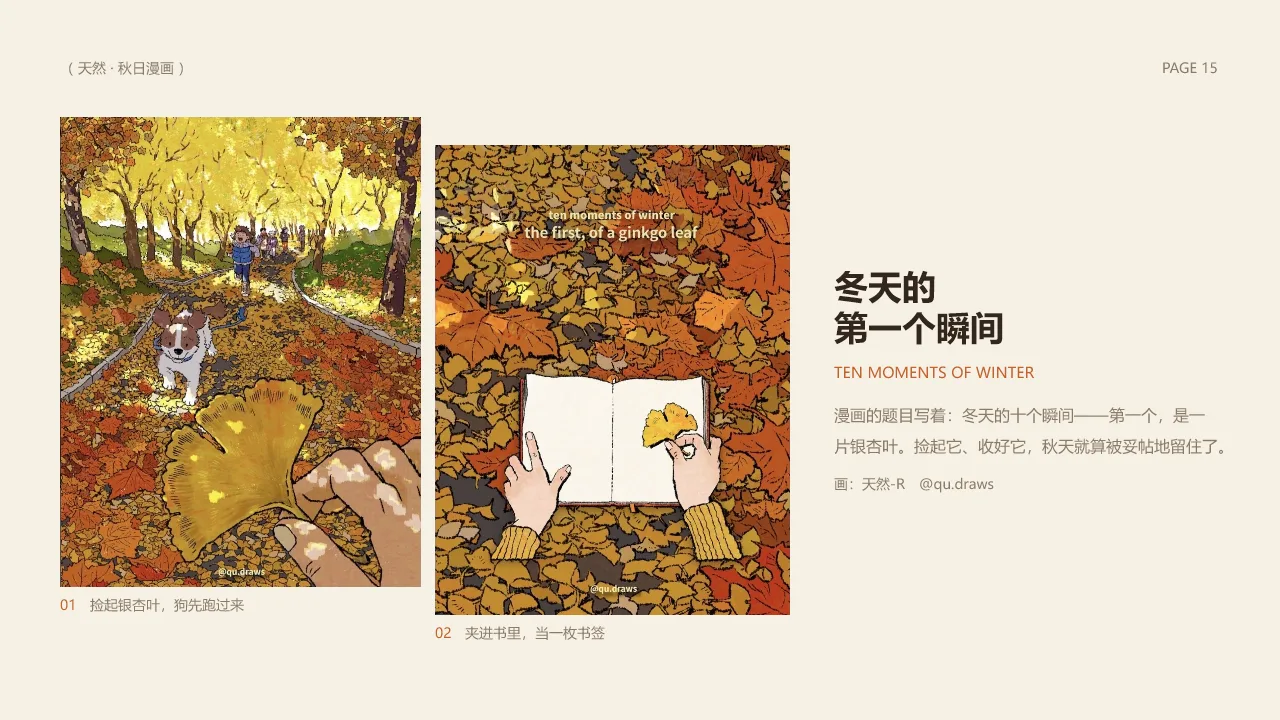 ( 天然 · 秋日漫画 )
PAGE 15
@qu.draws
01 捡起银杏叶，狗先跑过来
ten moments of winter
the first, of a ginkgo leaf
@qu.draws
02 夹进书里，当一枚书签
冬天的
第一个瞬间
TEN MOMENTS OF WINTER
漫画的题目写着：冬天的十个瞬间——第一个，是一
片银杏叶。捡起它、收好它，秋天就算被妥帖地留住了。
画：天然-R @qu.draws